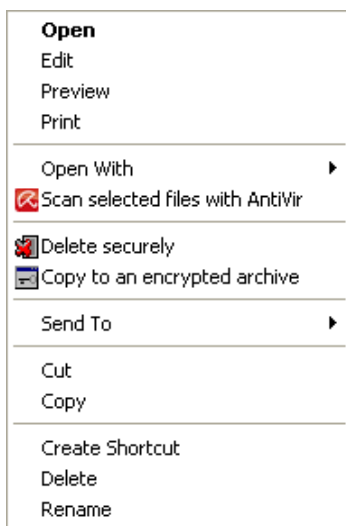 Open
Edit
Preview
Print
Open With
Scan selected files with AntiVir
Delete securely
Copy to an encrypted archive
Send To
Cut
Copy
Create Shortcut
Delete
Rename